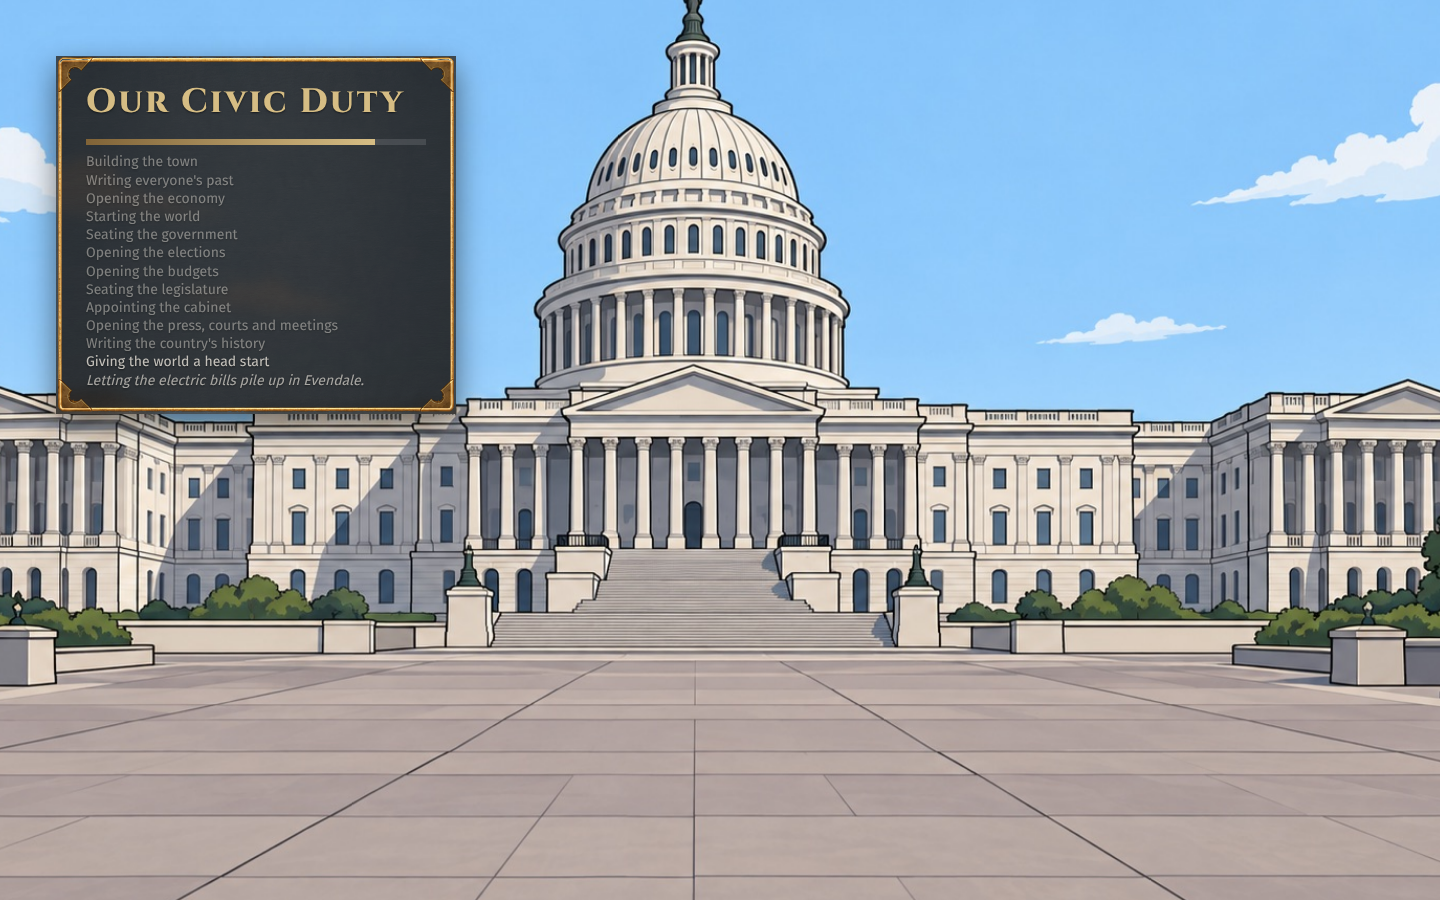 Our Civic Duty
Building the town
Writing everyone's past
Opening the economy
Starting the world
Seating the government
Opening the elections
Opening the budgets
Seating the legislature
Appointing the cabinet
Opening the press, courts and meetings
Writing the country's history
Giving the world a head start
Letting the electric bills pile up in Evendale.